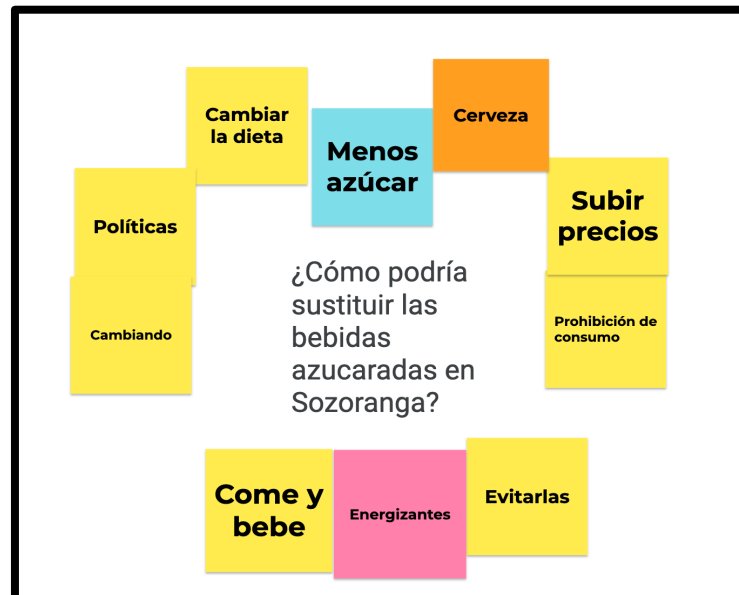 Cambiar
la dieta
Menos
azúcar
Cerveza
Políticas
Subir
precios
Cambiando
¿Cómo podría
sustituir las
bebidas
azucaradas en
Sozoranga?
Prohibición de
consumo
Come y
bebe
Energizantes
Evitarlas